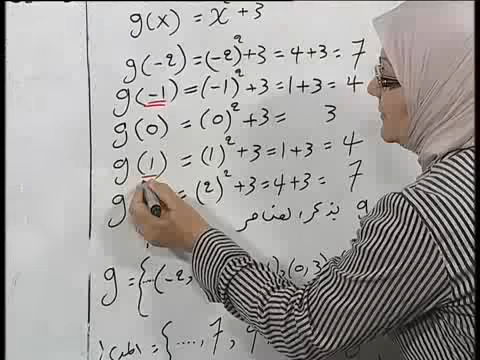 g(x) = x² + 3
g(-2) = (-2)² + 3 = 4 + 3 = 7
g(-1) = (-1)² + 3 = 1 + 3 = 4
g(0) = (0)² + 3 = 3
g(1) = (1)² + 3 = 1 + 3 = 4
g = (2)² + 3 = 4 + 3 = 7
g بذكر العناصر
g = {...(-2, ), (0, 3)
= {..., 7, 4